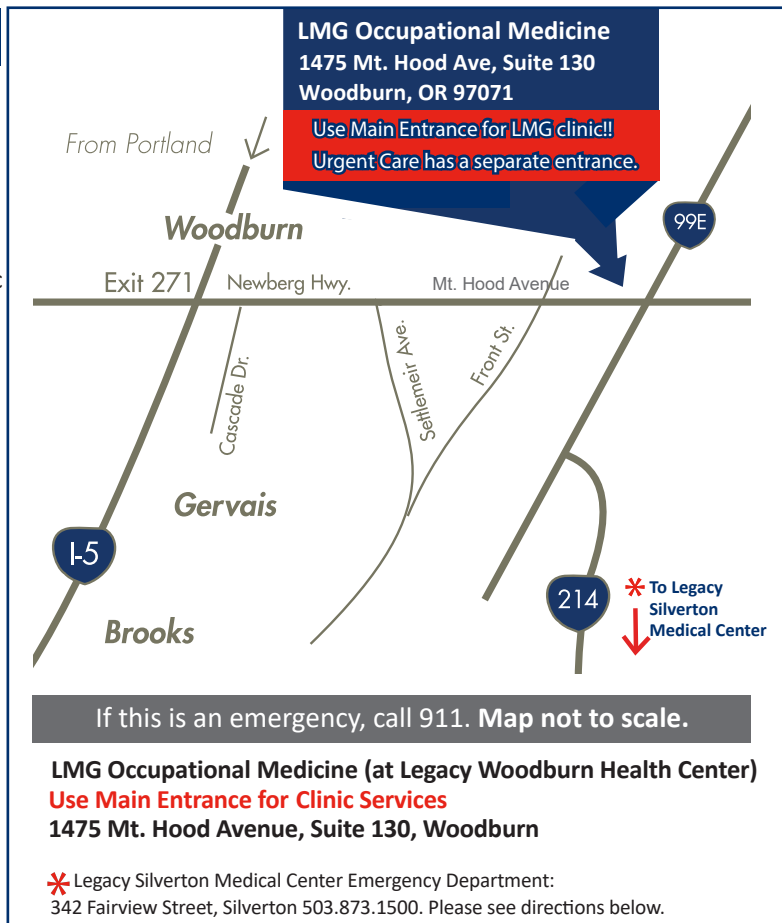 LMG Occupational Medicine
1475 Mt. Hood Ave, Suite 130
Woodburn, OR 97071
Use Main Entrance for LMG clinic!!
Urgent Care has a separate entrance.
From Portland
99E
Woodburn
c
Exit 271
Newberg Hwy.
Mt. Hood Avenue
Cascade Dr.
Settlemeir Ave.
Front St.
Gervais
I-5
214
* To Legacy
Silverton
Medical Center
Brooks
If this is an emergency, call 911. Map not to scale.
LMG Occupational Medicine (at Legacy Woodburn Health Center)
Use Main Entrance for Clinic Services
1475 Mt. Hood Avenue, Suite 130, Woodburn
* Legacy Silverton Medical Center Emergency Department:
342 Fairview Street, Silverton 503.873.1500. Please see directions below.